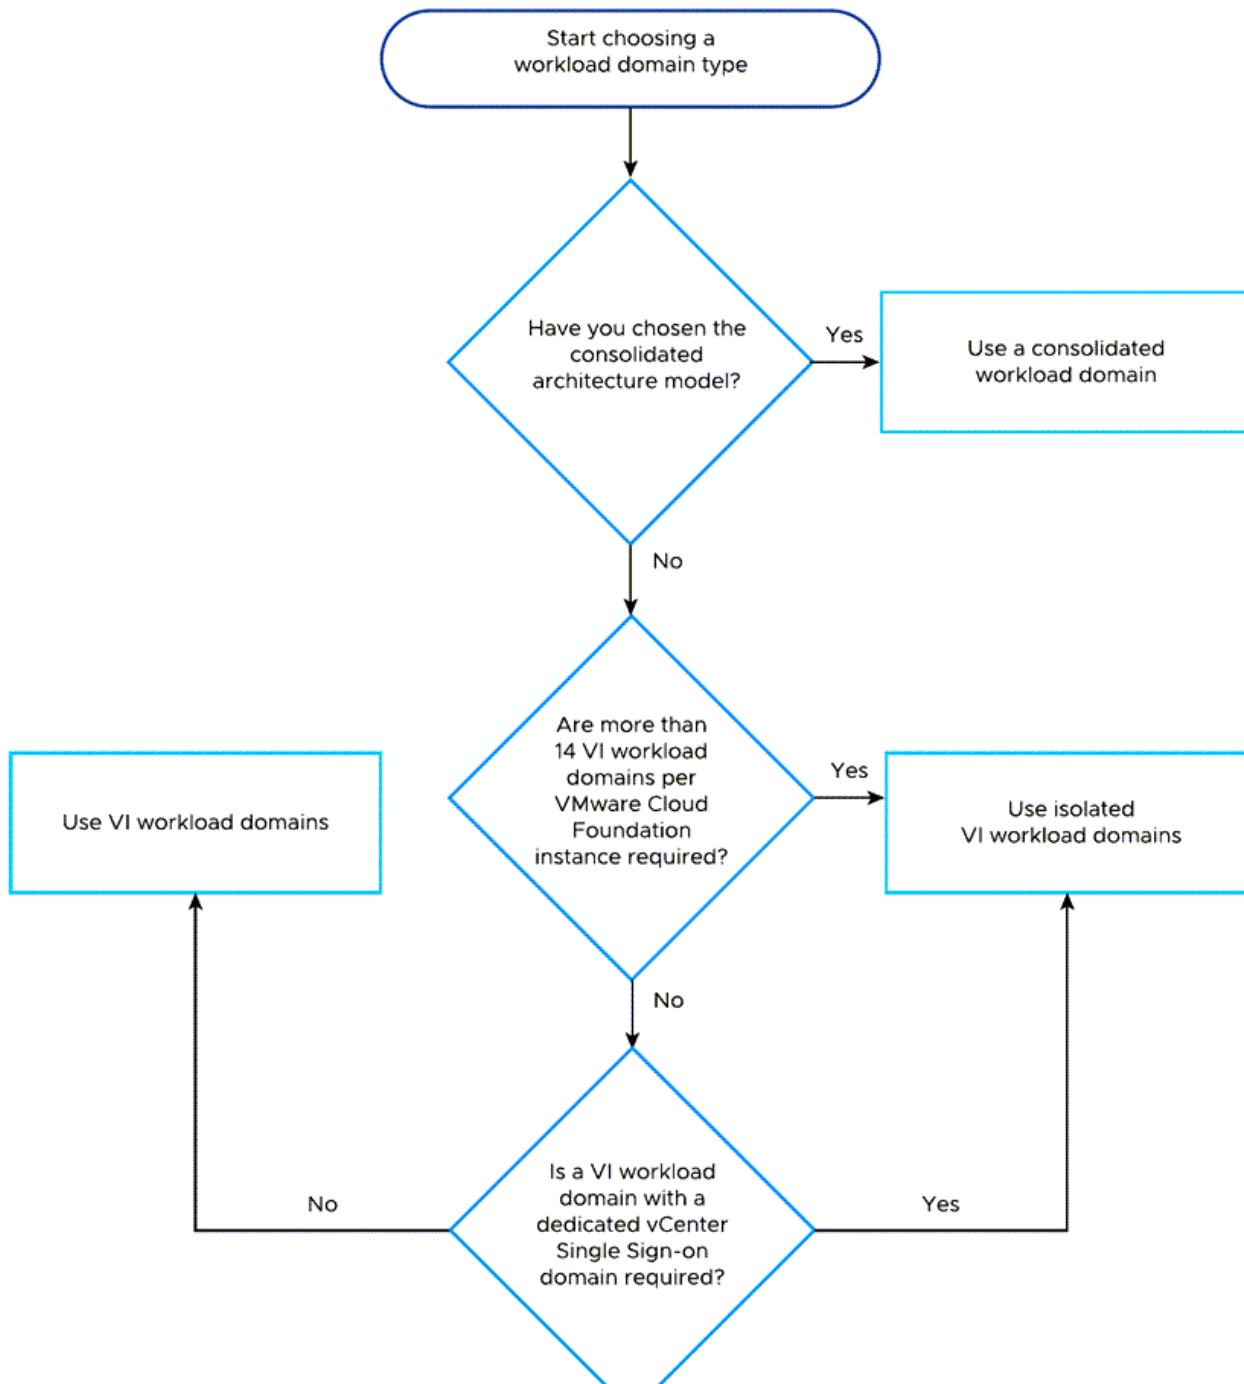 Start choosing a
workload domain type
Have you chosen the
consolidated
architecture model?
Yes
Use a consolidated
workload domain
No
Are more than
14 VI workload
domains per
VMware Cloud
Foundation
instance required?
Yes
Use isolated
VI workload domains
Use VI workload domains
No
Is a VI workload
domain with a
dedicated vCenter
Single Sign-on
domain required?
No
Yes